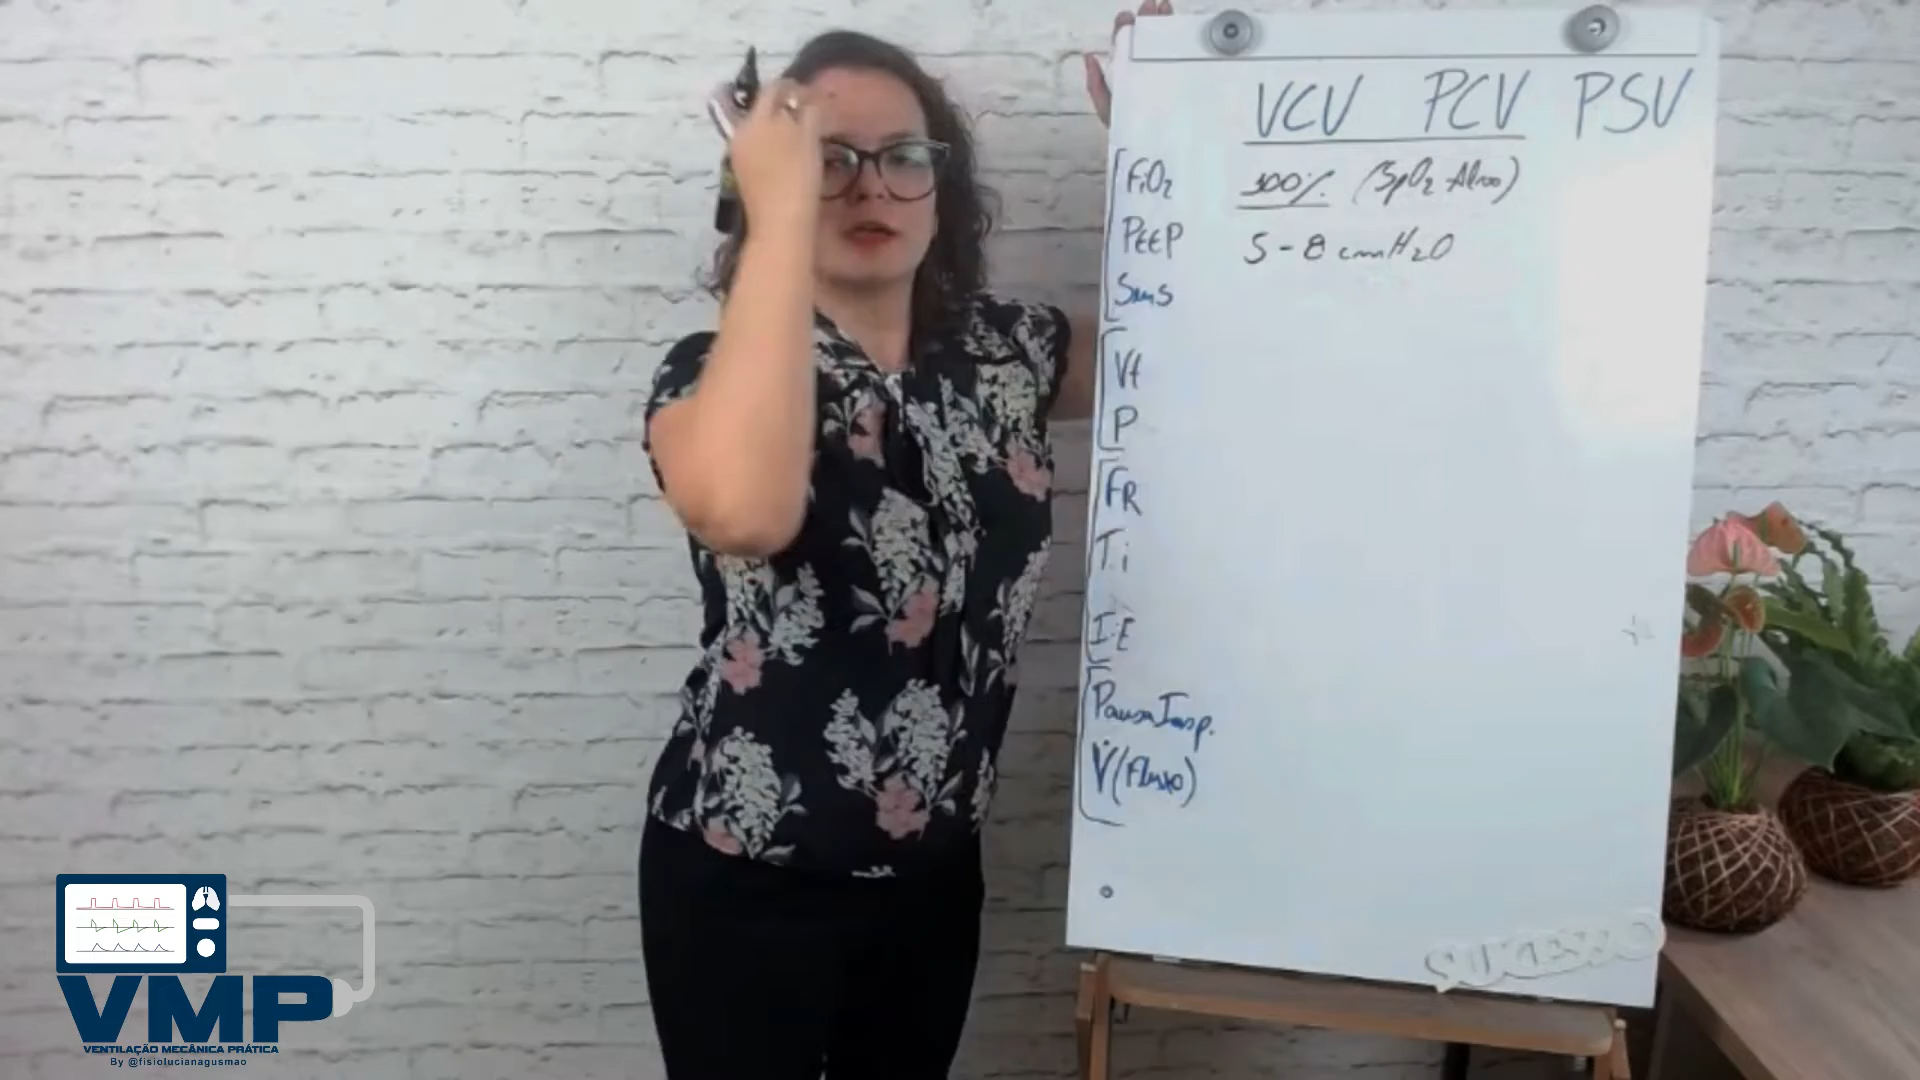 VCV PCV PSV
FiO2 100% (SpO2 Alvo)
PEEP 5-8 cmH2O
Sens
Vt
P
FR
Ti
I:E
Pausa Insp.
V̇ (Fluxo)
SUCESSO
VMP
VENTILAÇÃO MECÂNICA PRÁTICA
By @fisiolucianagusmao